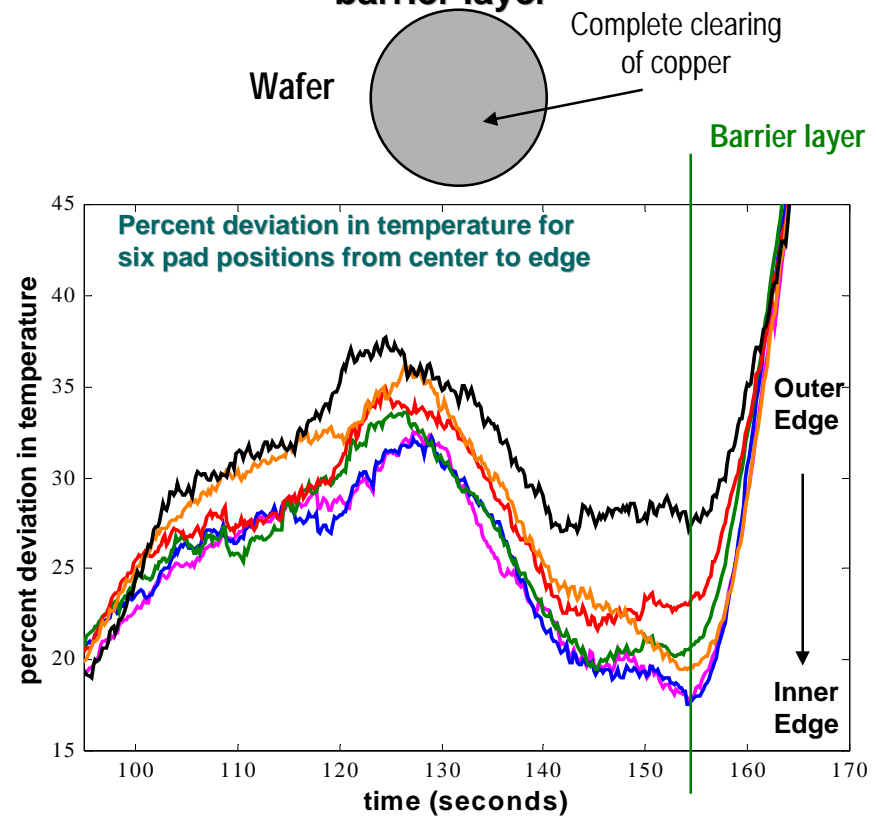 barrier layer
Complete clearing
of copper
Wafer
Barrier layer
Percent deviation in temperature for
six pad positions from center to edge
percent deviation in temperature
45
40
35
30
25
20
15
Outer
Edge
Inner
Edge
100 110 120 130 140 150 160 170
time (seconds)